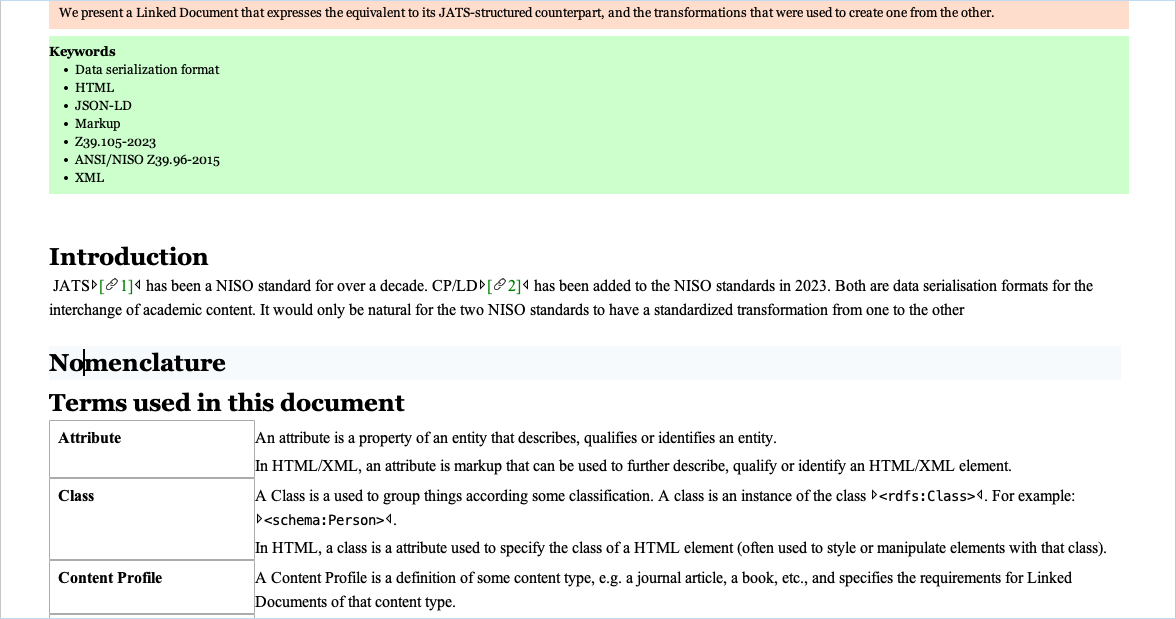 We present a Linked Document that expresses the equivalent to its JATS-structured counterpart, and the transformations that were used to create one from the other.
Keywords
• Data serialization format
• HTML
• JSON-LD
• Markup
• Z39.105-2023
• ANSI/NISO Z39.96-2015
• XML
Introduction
JATS[1] has been a NISO standard for over a decade. CP/LD[2] has been added to the NISO standards in 2023. Both are data serialisation formats for the
interchange of academic content. It would only be natural for the two NISO standards to have a standardized transformation from one to the other
Nomenclature
Terms used in this document
Attribute
An attribute is a property of an entity that describes, qualifies or identifies an entity.
In HTML/XML, an attribute is markup that can be used to further describe, qualify or identify an HTML/XML element.
Class
A Class is a used to group things according some classification. A class is an instance of the class <rdfs:Class>. For example:
<schema:Person>.
In HTML, a class is a attribute used to specify the class of a HTML element (often used to style or manipulate elements with that class).
Content Profile
A Content Profile is a definition of some content type, e.g. a journal article, a book, etc., and specifies the requirements for Linked
Documents of that content type.